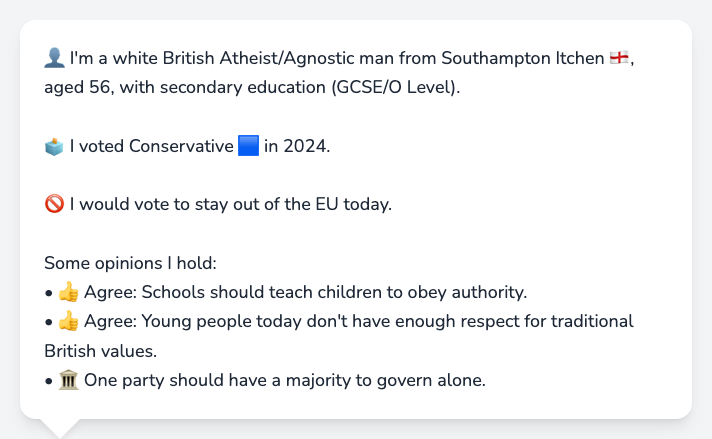 👤 I'm a white British Atheist/Agnostic man from Southampton Itchen 🏴󠁧󠁢󠁥󠁮󠁧󠁿,
aged 56, with secondary education (GCSE/O Level).
🗳️ I voted Conservative 🟦 in 2024.
🚫 I would vote to stay out of the EU today.
Some opinions I hold:
• 👍 Agree: Schools should teach children to obey authority.
• 👍 Agree: Young people today don't have enough respect for traditional
British values.
• 🏛️ One party should have a majority to govern alone.